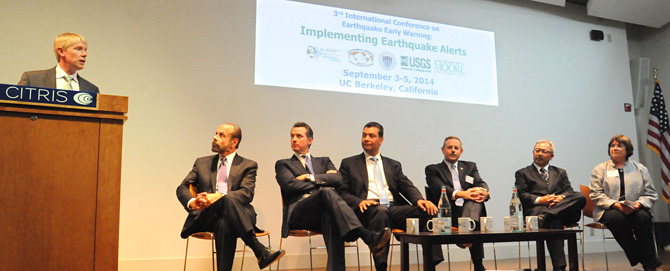 3rd International Conference on
Earthquake Early Warning:
Implementing Earthquake Alerts
USGS
MOORE
September 3-5, 2014
UC Berkeley, California
CITRIS